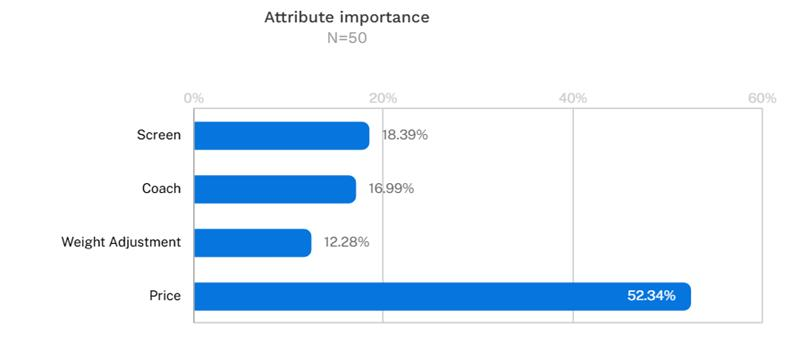 Attribute importance
N=50
0% 20% 40% 60%
Screen 18.39%
Coach 16.99%
Weight Adjustment 12.28%
Price 52.34%